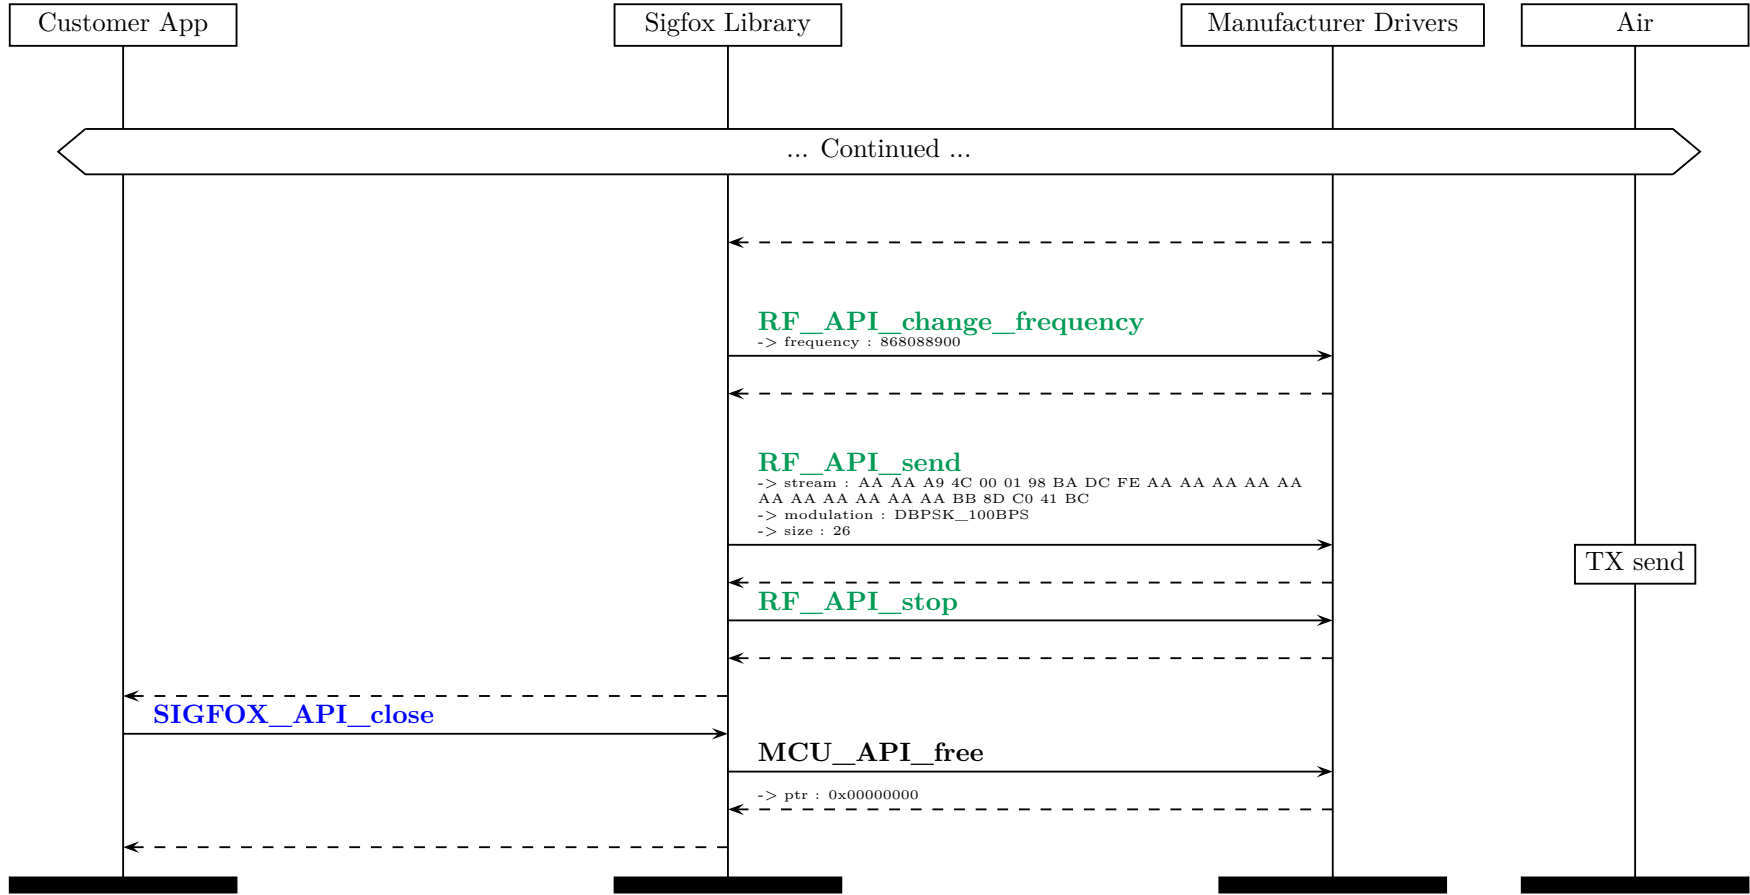 Customer App
Sigfox Library
Manufacturer Drivers
Air
... Continued ...
RF_API_change_frequency
-> frequency : 868088900
RF_API_send
-> stream : AA AA A9 4C 00 01 98 BA DC FE AA AA AA AA AA
AA AA AA AA AA AA BB 8D C0 41 BC
-> modulation : DBPSK_100BPS
-> size : 26
TX send
RF_API_stop
SIGFOX_API_close
MCU_API_free
-> ptr : 0x00000000